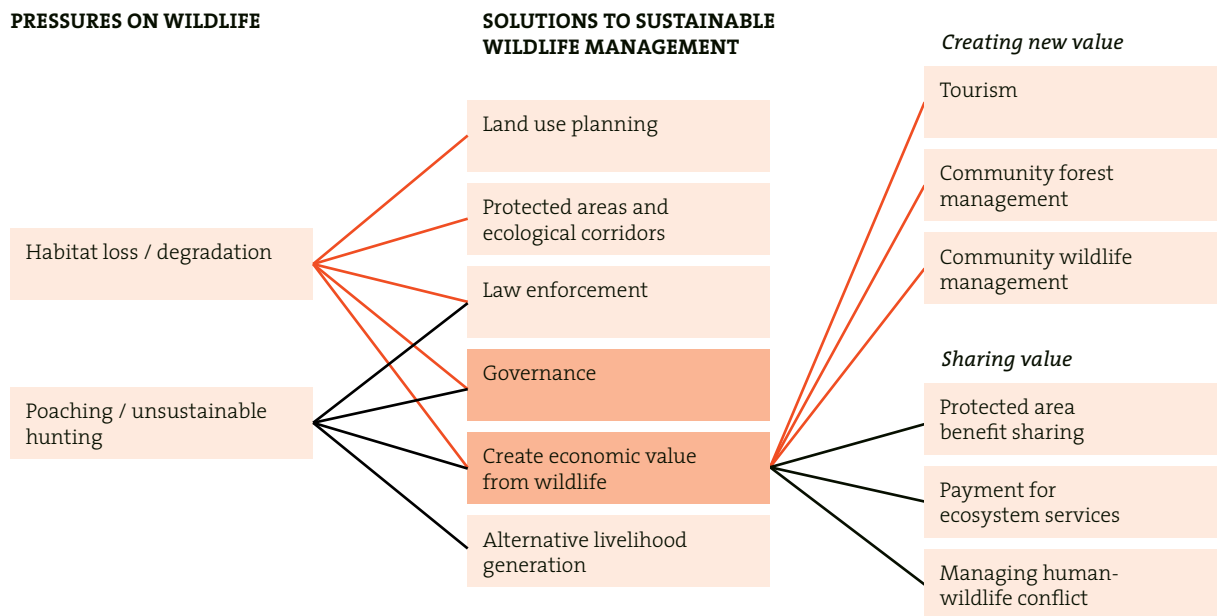 PRESSURES ON WILDLIFE
Habitat loss / degradation
Poaching / unsustainable
hunting
SOLUTIONS TO SUSTAINABLE
WILDLIFE MANAGEMENT
Land use planning
Protected areas and
ecological corridors
Law enforcement
Governance
Create economic value
from wildlife
Alternative livelihood
generation
Creating new value
Tourism
Community forest
management
Community wildlife
management
Sharing value
Protected area
benefit sharing
Payment for
ecosystem services
Managing human-
wildlife conflict